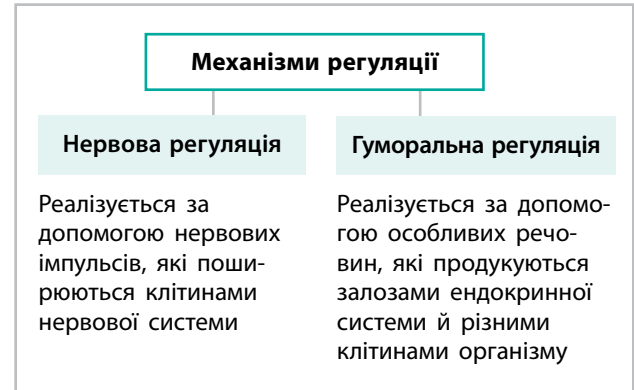 Механізми регуляції
Нервова регуляція
Реалізується за
допомогою нервових
імпульсів, які поши-
рюються клітинами
нервової системи
Гуморальна регуляція
Реалізується за допомо-
гою особливих речо-
вин, які продукуються
залозами ендокринної
системи й різними
клітинами організму